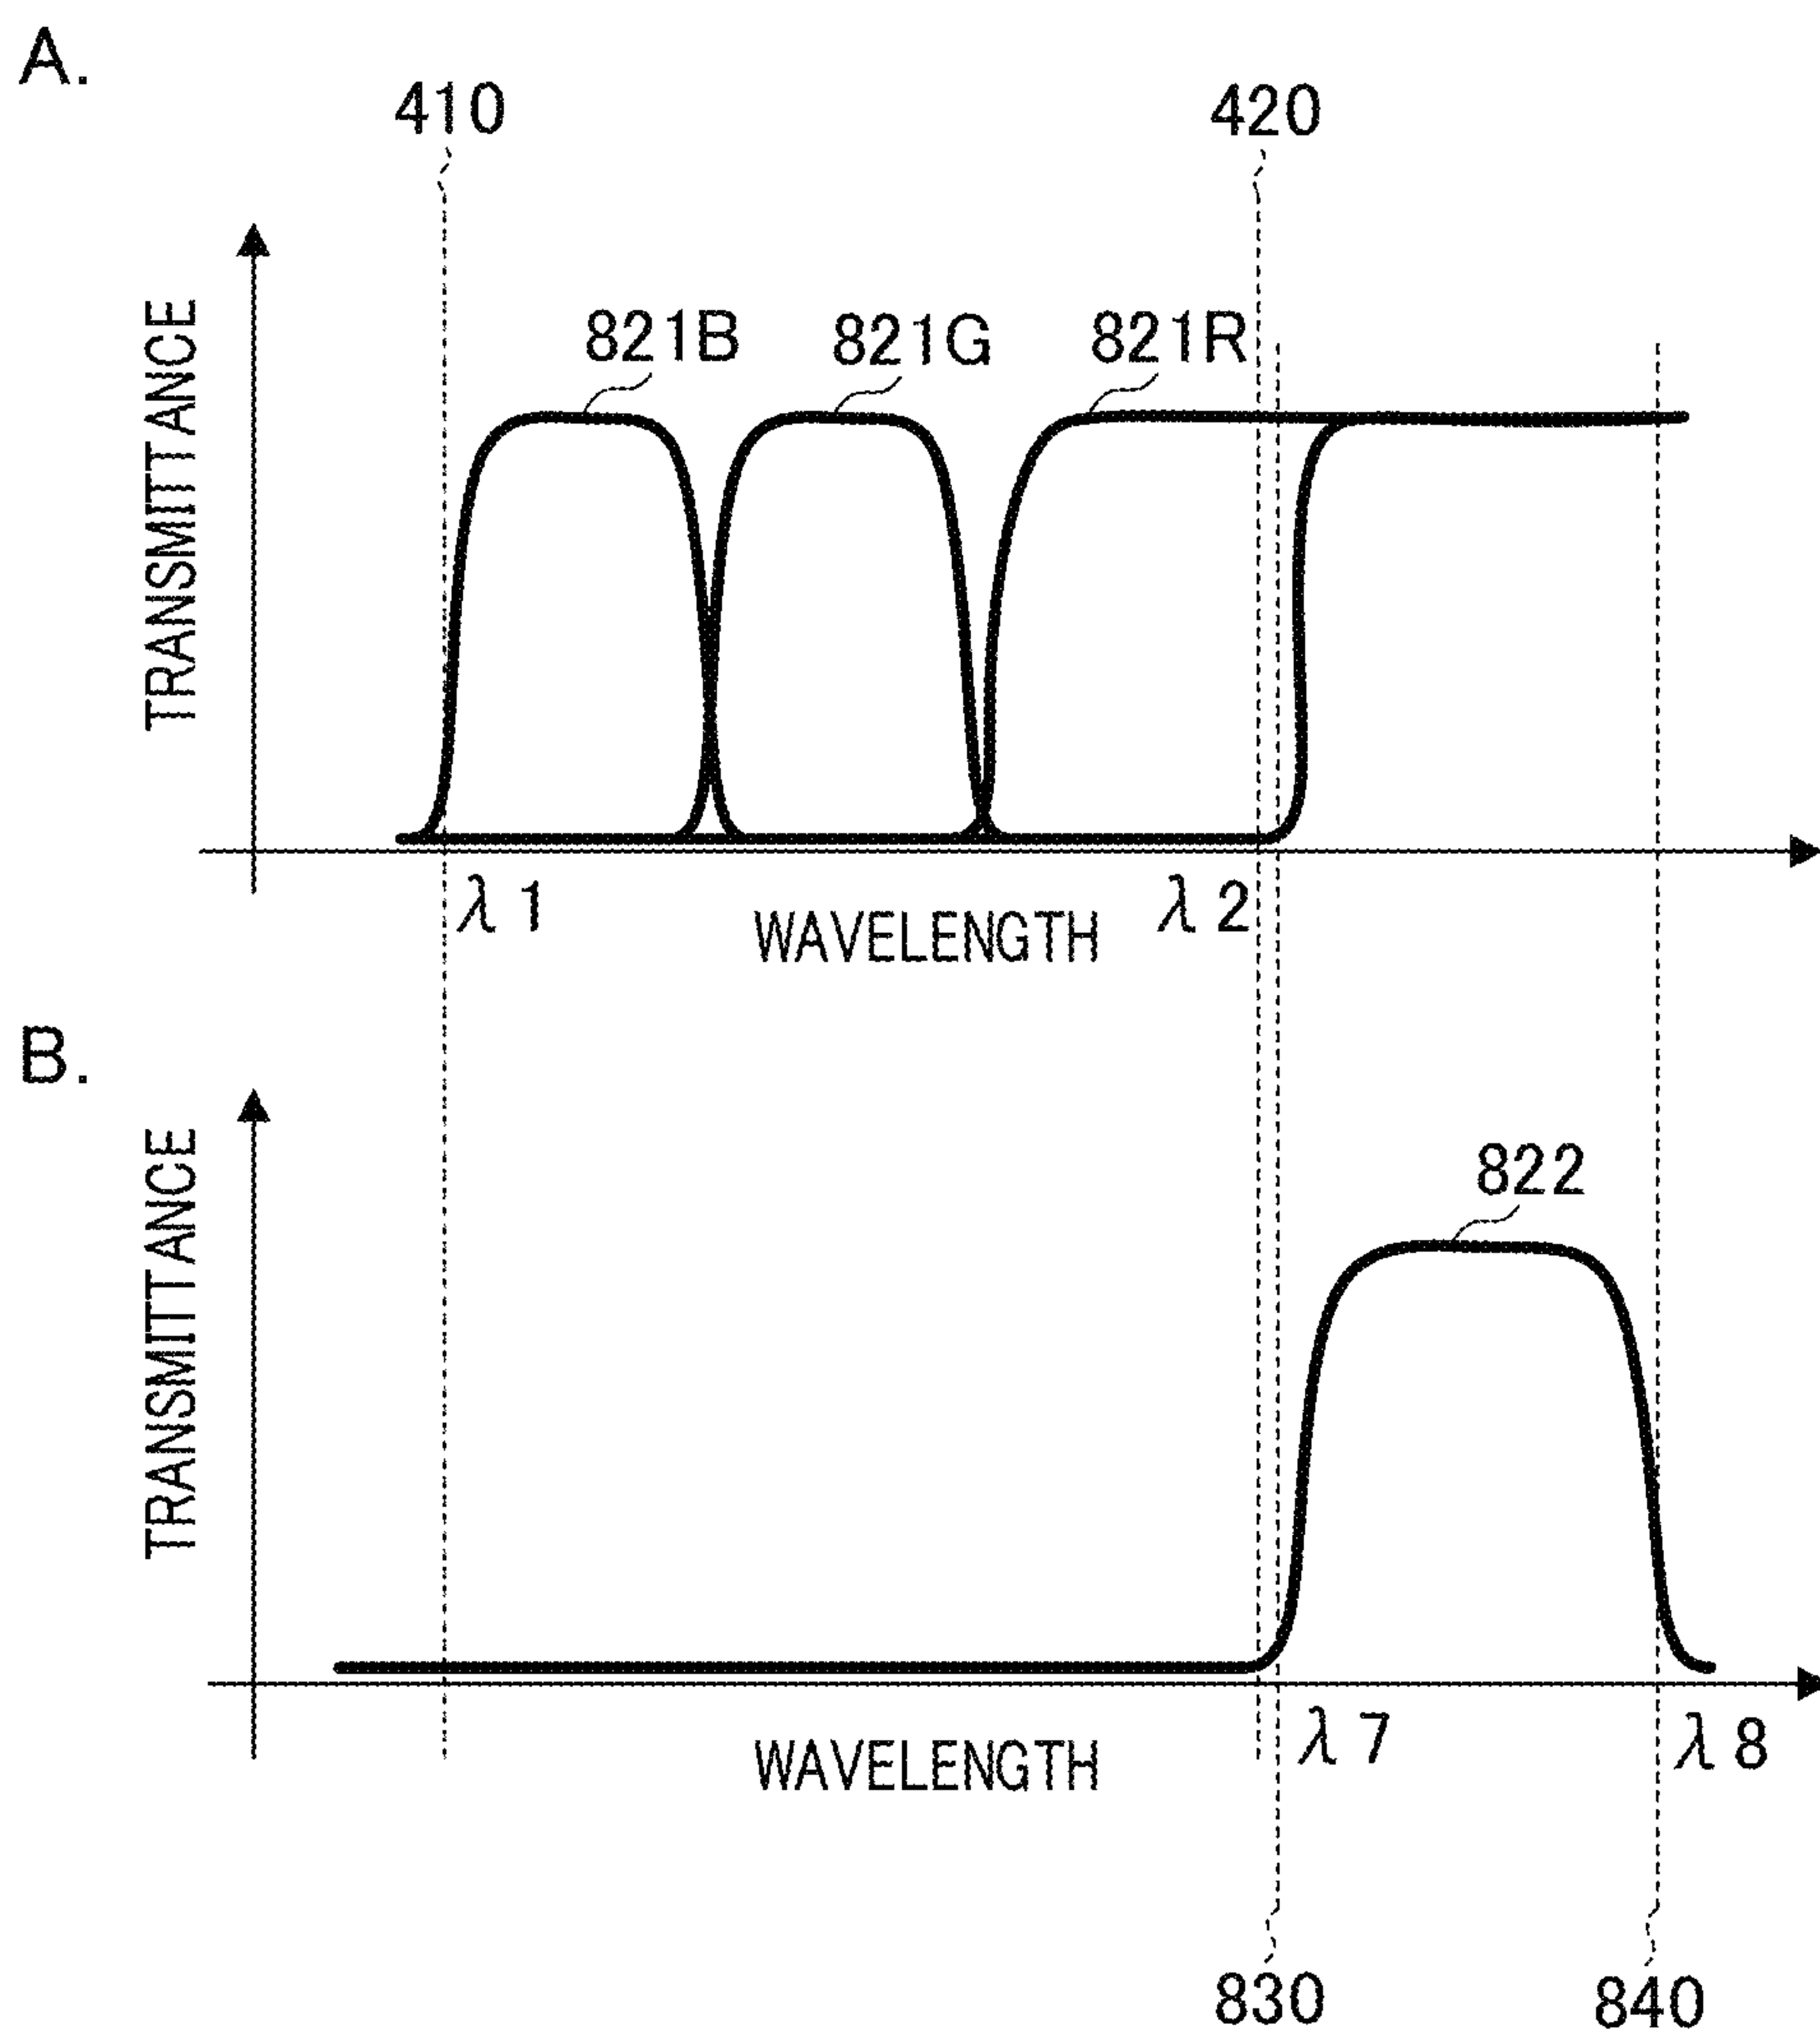 A.
410 420
821B 821G 821R
TRANSMITTANCE
λ1 λ2
WAVELENGTH
B.
822
TRANSMITTANCE
λ7 λ8
WAVELENGTH
830 840